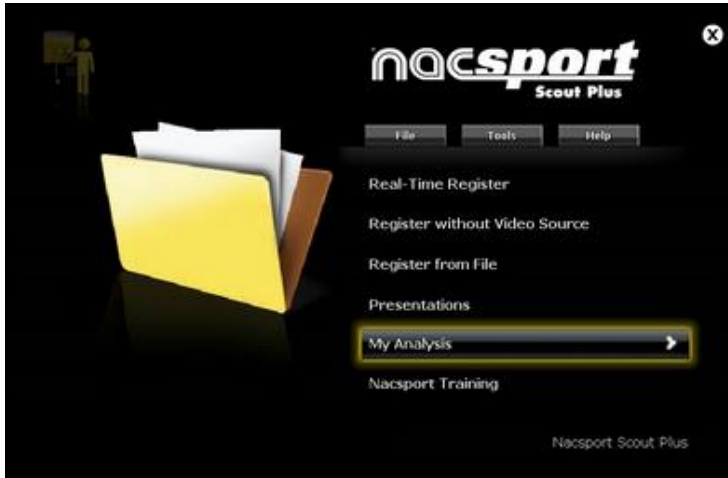 nacsport
Scout Plus
File Tools Help
Real-Time Register
Register without Video Source
Register from File
Presentations
My Analysis
Nacsport Training
Nacsport Scout Plus